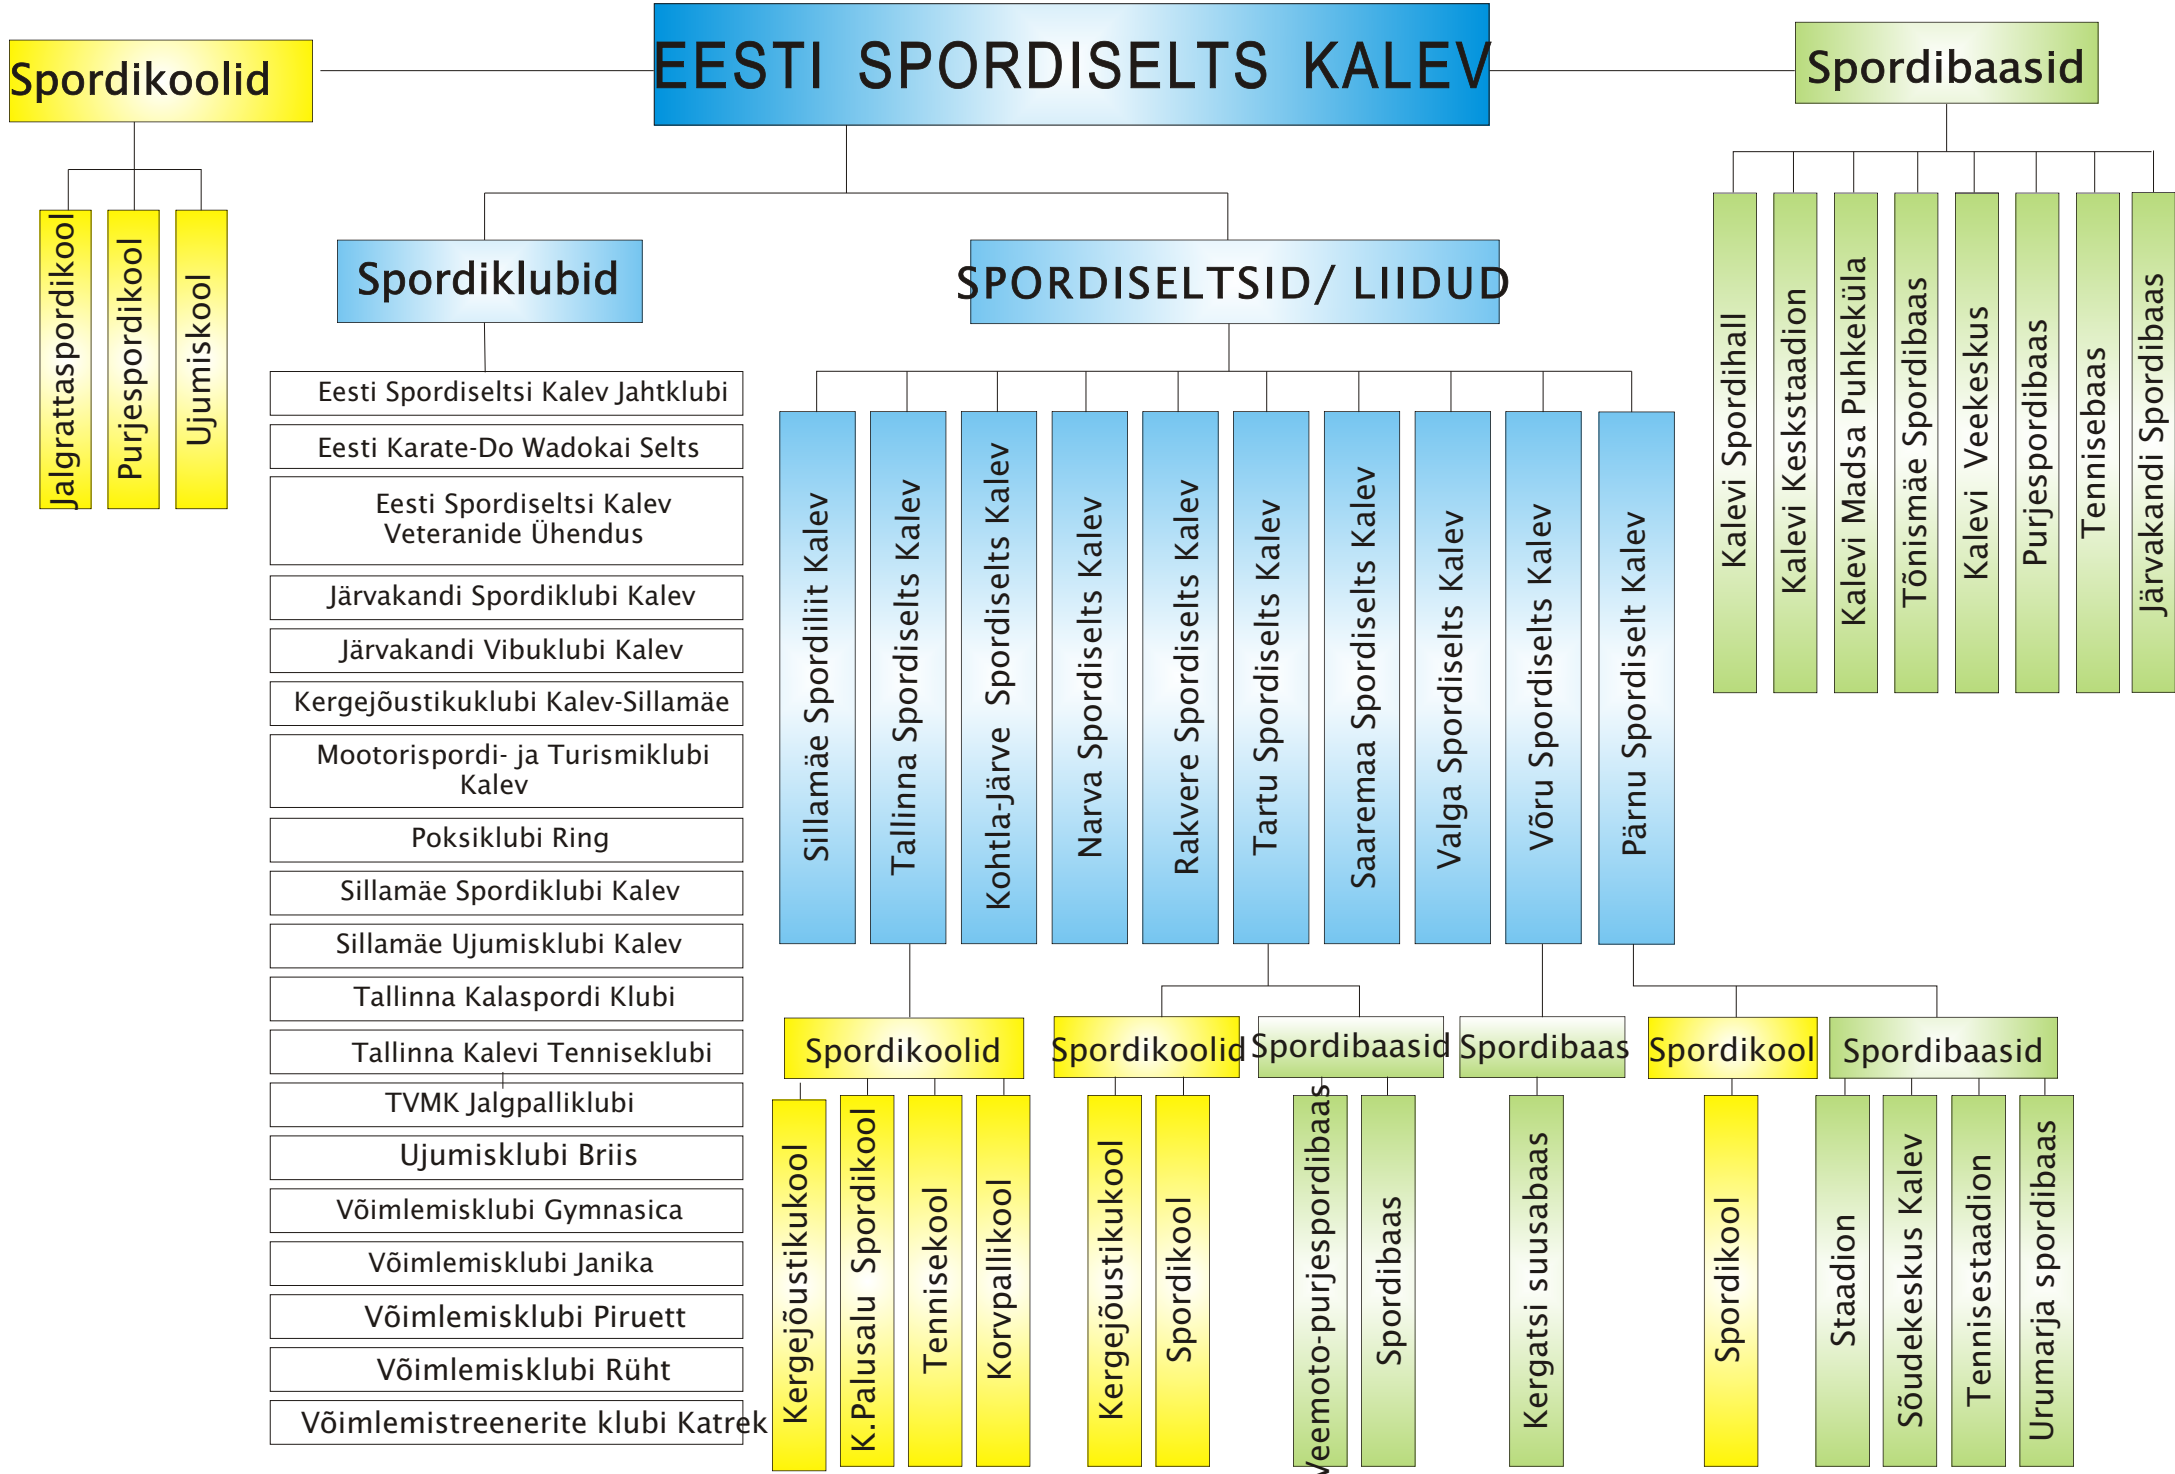 EESTI SPORDISELTS KALEV
Spordikoolid
Spordibaasid
Jalgrattaspordikool
Purjespordikool
Ujumiskool
Spordiklubid
SPORDISELTSID/ LIIDUD
Kalevi Spordihall
Kalevi Keskstaadion
Kalevi Madsa Puhkeküla
Tõnismäe Spordibaas
Kalevi Veekeskus
Purjespordibaas
Tennisebaas
Järvakandi Spordibaas
Eesti Spordiseltsi Kalev Jahtklubi
Eesti Karate-Do Wadokai Selts
Eesti Spordiseltsi Kalev
Veteranide Ühendus
Järvakandi Spordiklubi Kalev
Järvakandi Vibuklubi Kalev
Kergejõustikuklubi Kalev-Sillamäe
Mootorispordi- ja Turismiklubi
Kalev
Poksiklubi Ring
Sillamäe Spordiklubi Kalev
Sillamäe Ujumisklubi Kalev
Tallinna Kalaspordi Klubi
Tallinna Kalevi Tenniseklubi
TVMK Jalgpalliklubi
Ujumisklubi Briis
Võimlemisklubi Gymnasica
Võimlemisklubi Janika
Võimlemisklubi Piruett
Võimlemisklubi Rüht
Võimlemistreenerite klubi Katrek
Sillamäe Spordiliit Kalev
Tallinna Spordiselts Kalev
Kohtla-Järve Spordiselts Kalev
Narva Spordiselts Kalev
Rakvere Spordiselts Kalev
Tartu Spordiselts Kalev
Saaremaa Spordiselts Kalev
Valga Spordiselts Kalev
Võru Spordiselts Kalev
Pärnu Spordiselt Kalev
Spordikoolid
Kergejõustikukool
K.Palusalu Spordikool
Tennisekool
Korvpallikool
Spordikoolid
Kergejõustikukool
Spordikool
Spordibaasid
Veemoto-purjespordibaas
Spordibaas
Spordibaas
Kergatsi suusabaas
Spordikool
Spordikool
Spordibaasid
Staadion
Sõudekeskus Kalev
Tennisestaadion
Urumarja spordibaas